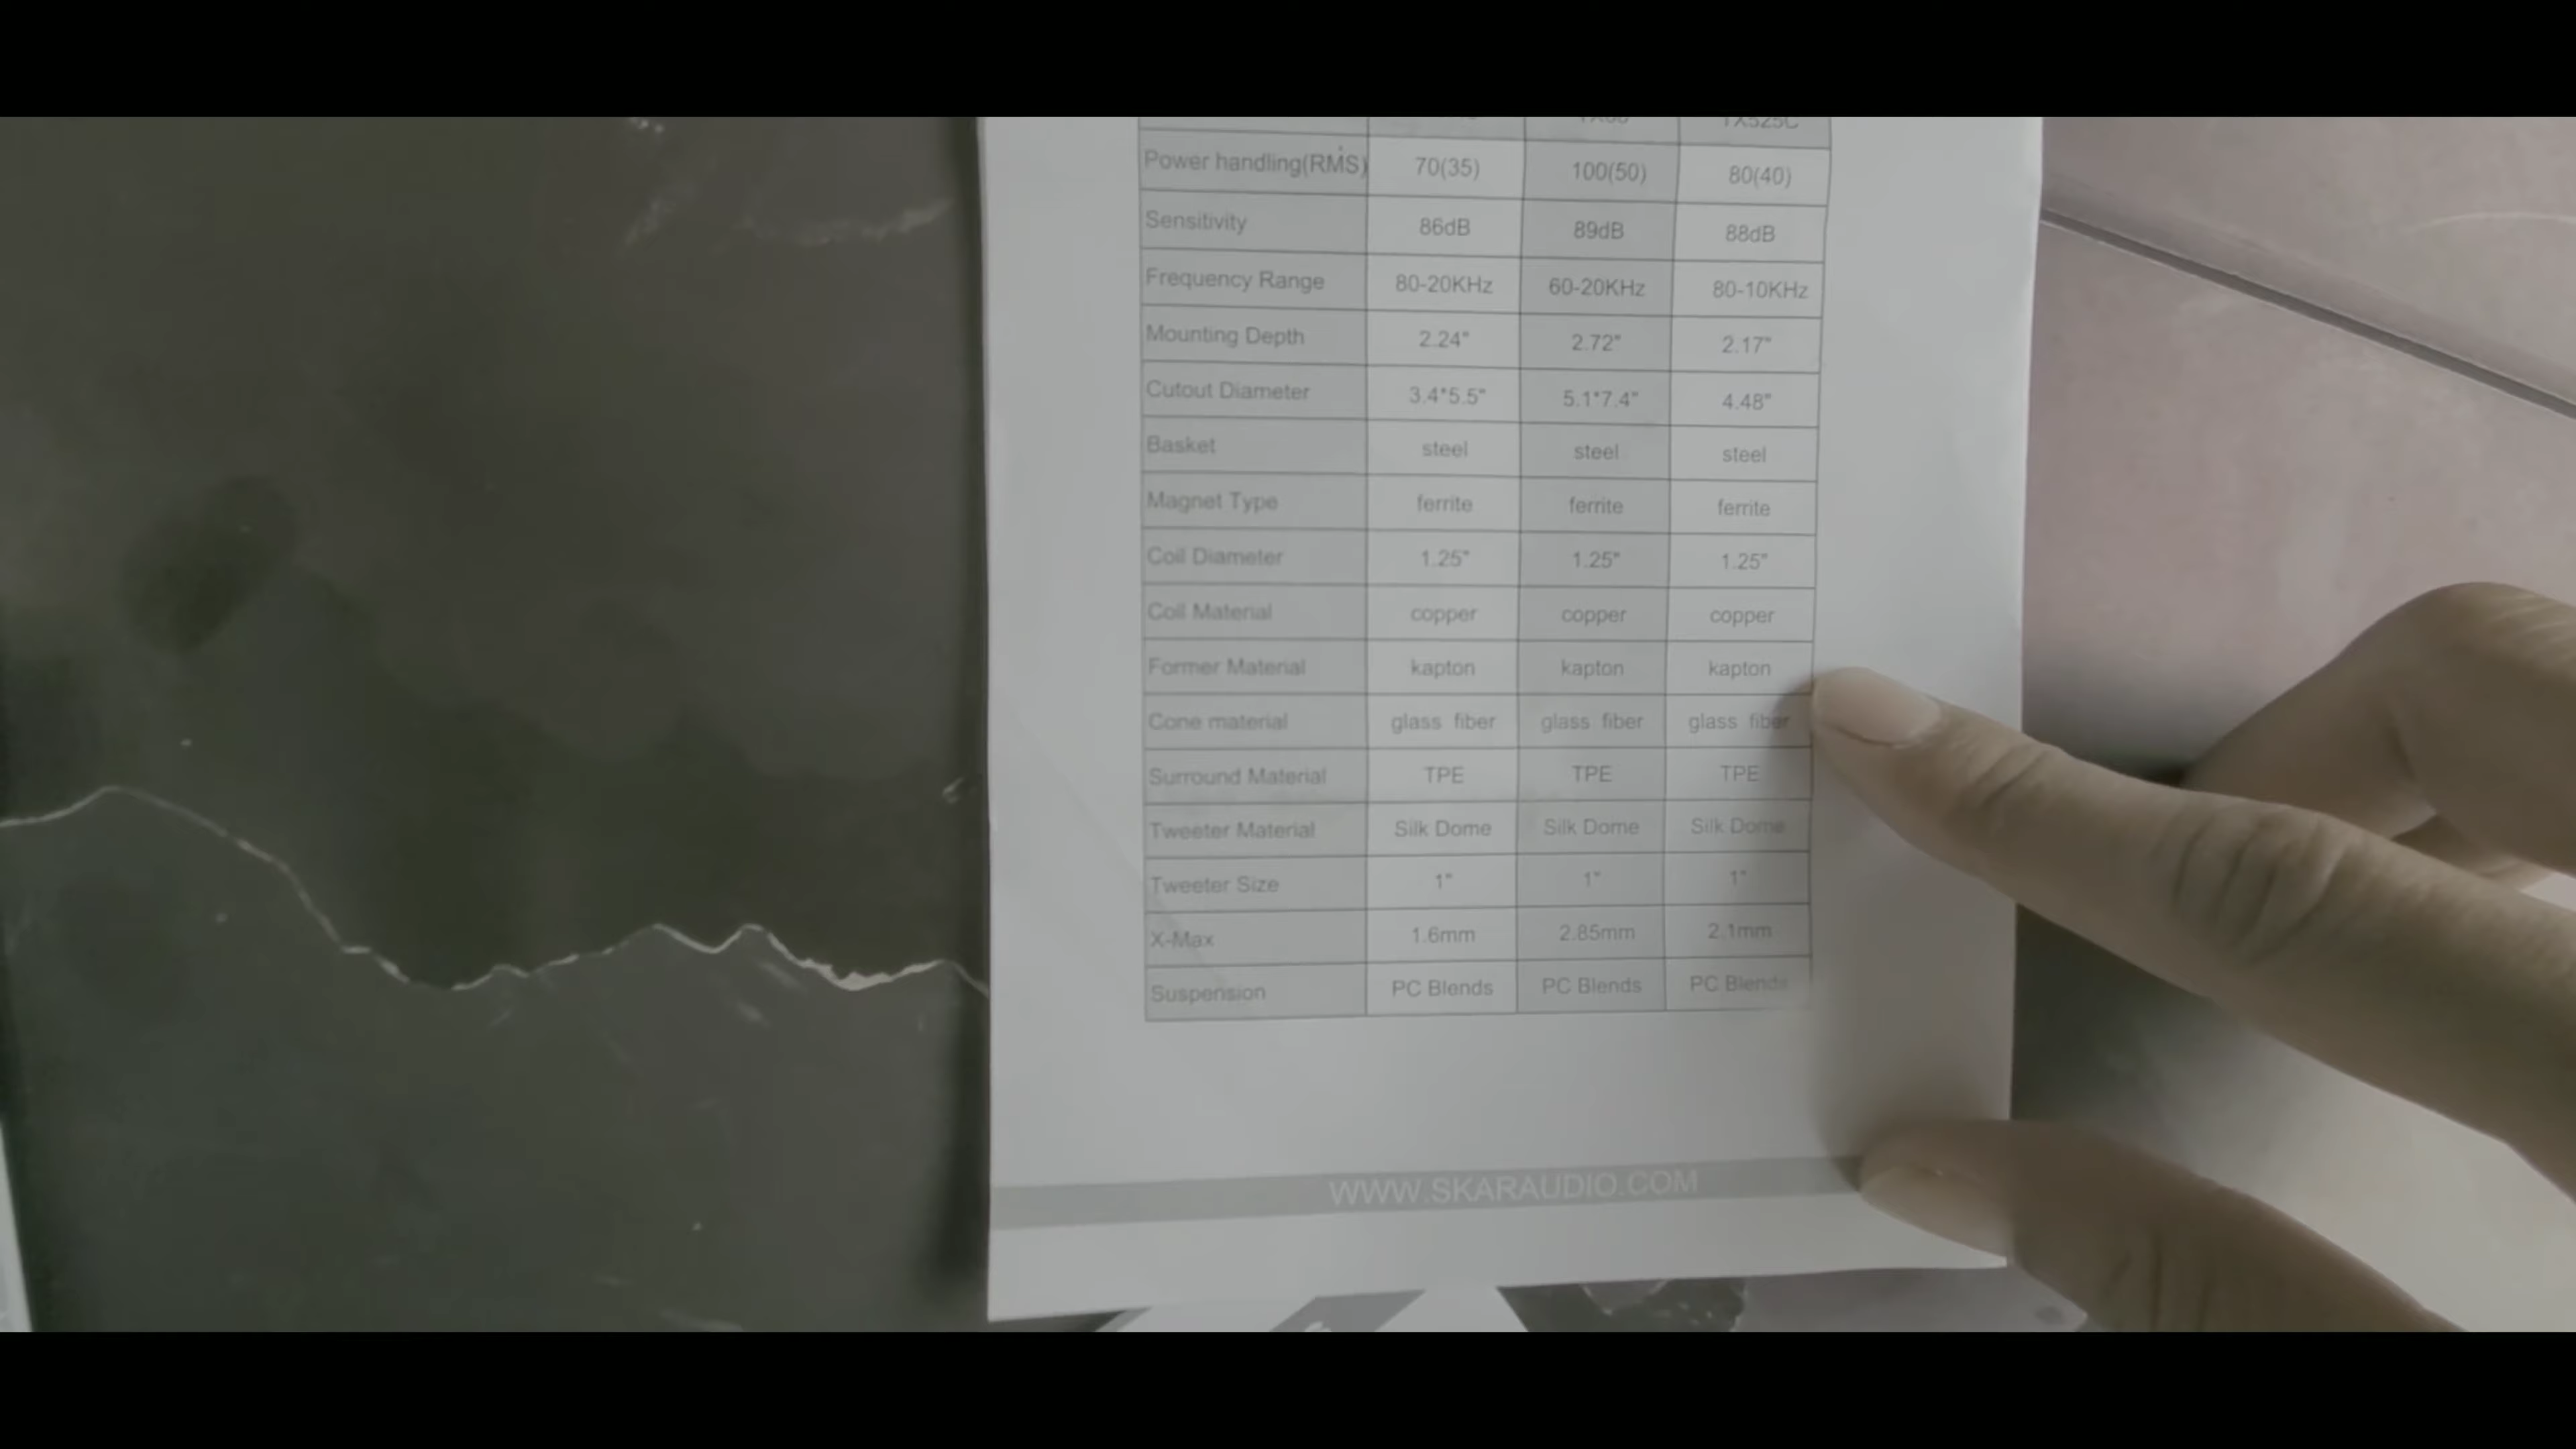 TX525C
Power handling(RMS) 70(35) 100(50) 80(40)
Sensitivity 86dB 89dB 88dB
Frequency Range 80-20KHz 60-20KHz 80-10KHz
Mounting Depth 2.24" 2.72" 2.17"
Cutout Diameter 3.4*5.5" 5.1*7.4" 4.48"
Basket steel steel steel
Magnet Type ferrite ferrite ferrite
Coil Diameter 1.25" 1.25" 1.25"
Coil Material copper copper copper
Former Material kapton kapton kapton
Cone material glass fiber glass fiber glass fiber
Surround Material TPE TPE TPE
Tweeter Material Silk Dome Silk Dome Silk Dome
Tweeter Size 1" 1" 1"
X-Max 1.6mm 2.85mm 2.1mm
Suspension PC Blends PC Blends PC Blends
WWW.SKARAUDIO.COM